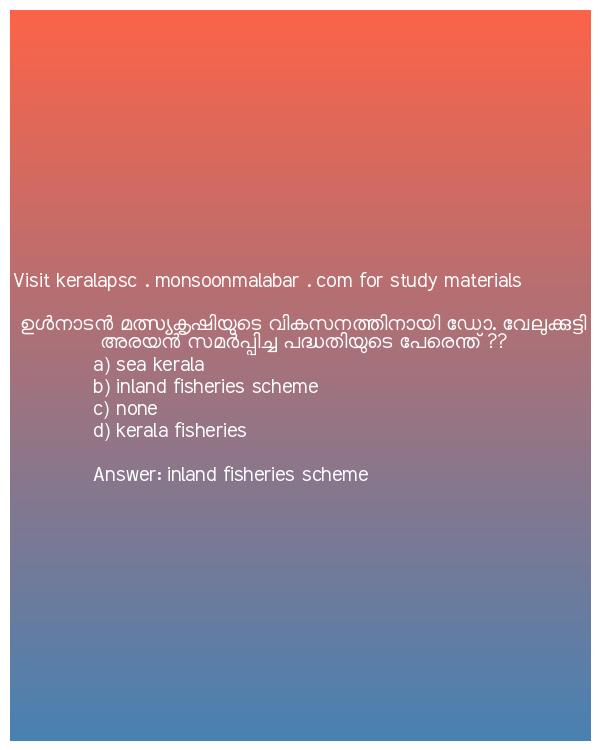 Visit keralapsc . monsoonmalabar . com for study materials
ഉൾനാടൻ മത്സ്യകൃഷിയുടെ വികസനത്തിനായി ഡോ. വേലുക്കുട്ടി
അരയൻ സമർപ്പിച്ച പദ്ധതിയുടെ പേരെന്ത് ??
a) sea kerala
b) inland fisheries scheme
c) none
d) kerala fisheries
Answer: inland fisheries scheme